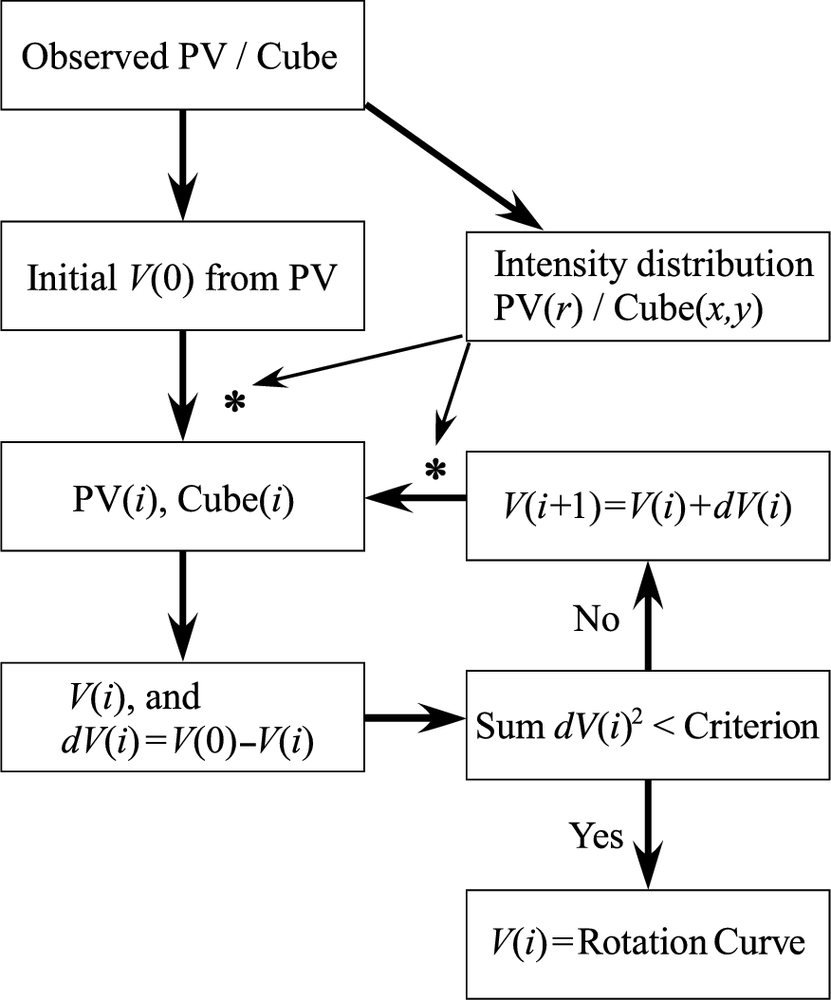 Observed PV / Cube
Initial V(0) from PV
Intensity distribution
PV(r) / Cube(x,y)
*
*
PV(i), Cube(i)
V(i+1)=V(i)+dV(i)
No
V(i), and
dV(i)=V(0)–V(i)
Sum dV(i)² < Criterion
Yes
V(i)=Rotation Curve